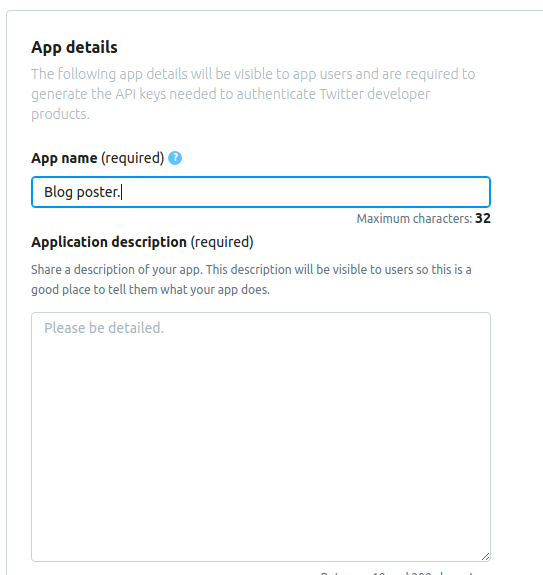 App details
The following app details will be visible to app users and are required to
generate the API keys needed to authenticate Twitter developer
products.
App name (required) ?
Blog poster.
Maximum characters: 32
Application description (required)
Share a description of your app. This description will be visible to users so this is a
good place to tell them what your app does.
Please be detailed.